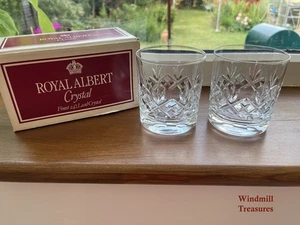 ROYAL ALBERT
Crystal
Finest 24% Lead Crystal
Windmill
Treasures